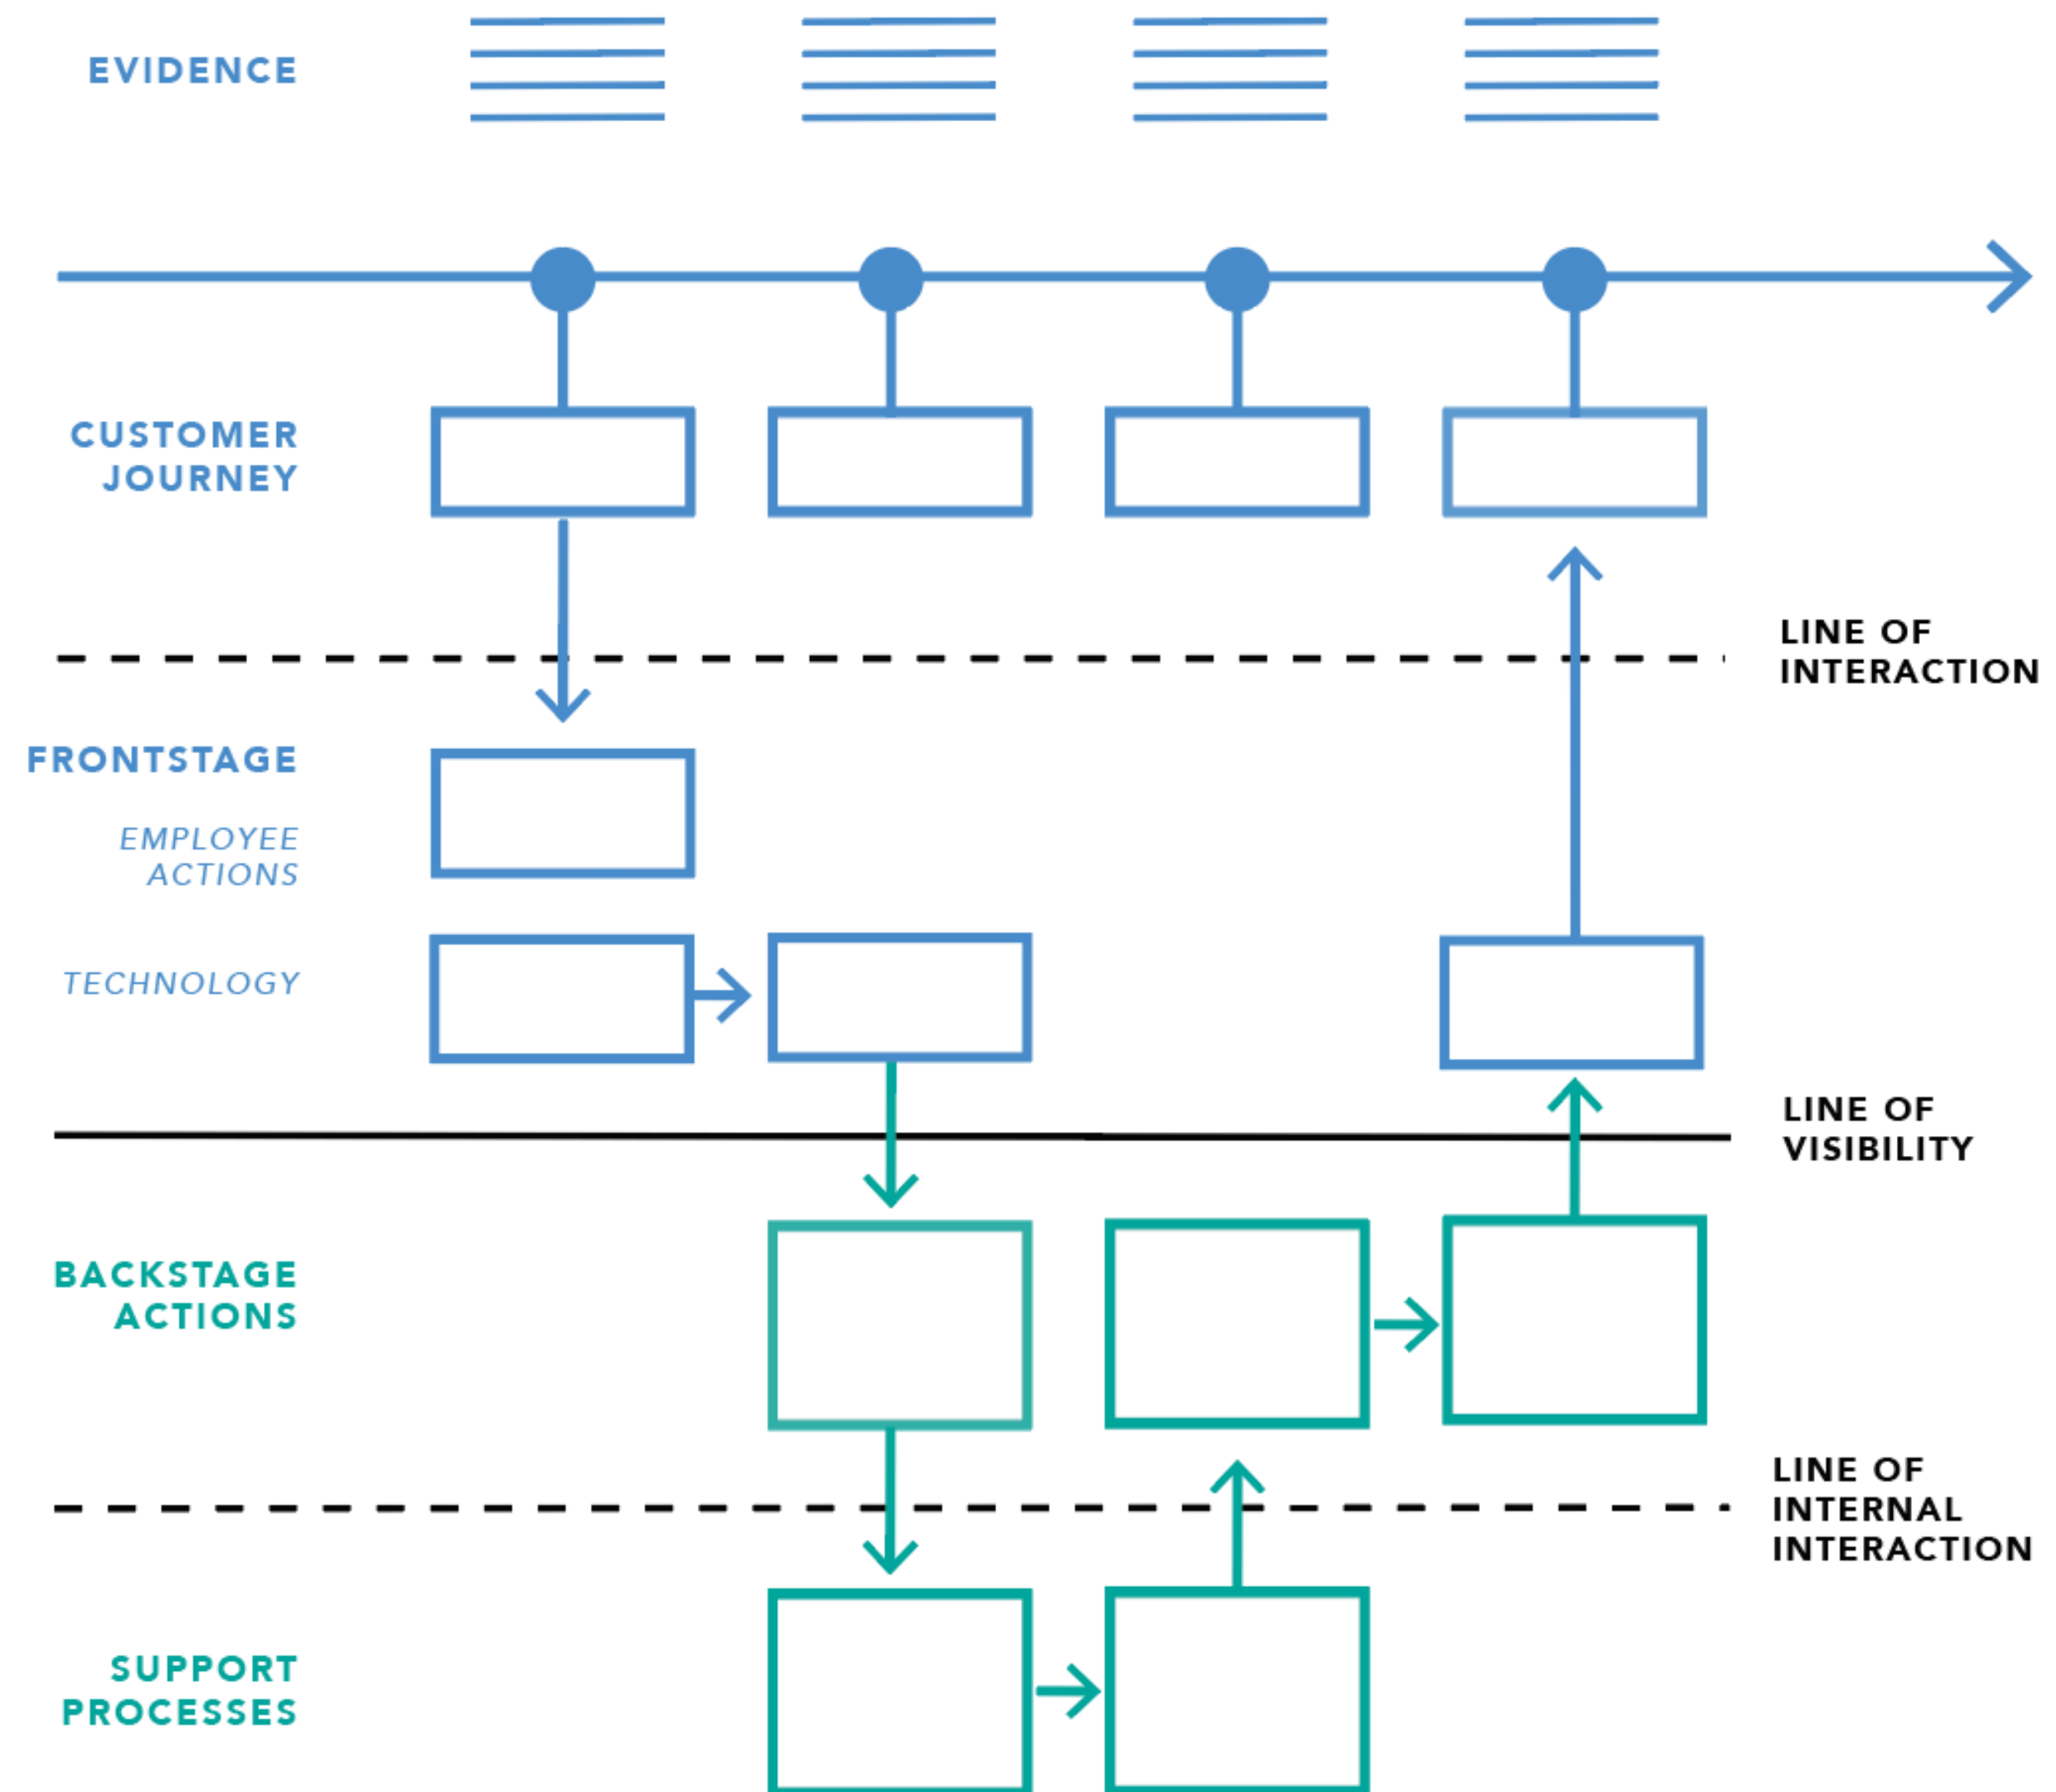 EVIDENCE
CUSTOMER
JOURNEY
LINE OF
INTERACTION
FRONTSTAGE
EMPLOYEE
ACTIONS
TECHNOLOGY
LINE OF
VISIBILITY
BACKSTAGE
ACTIONS
LINE OF
INTERNAL
INTERACTION
SUPPORT
PROCESSES